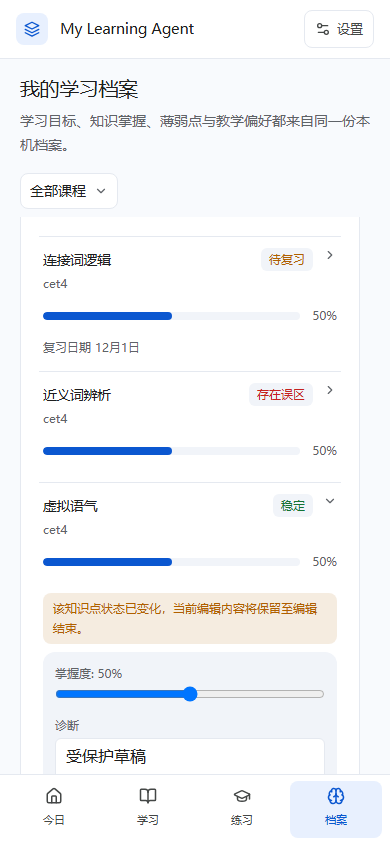 My Learning Agent
设置
我的学习档案
学习目标、知识掌握、薄弱点与教学偏好都来自同一份本
机档案。
全部课程
连接词逻辑
待复习
cet4
50%
复习日期 12月1日
近义词辨析
存在误区
cet4
50%
虚拟语气
稳定
cet4
50%
该知识点状态已变化，当前编辑内容将保留至编辑
结束。
掌握度: 50%
诊断
受保护草稿
今日
学习
练习
档案